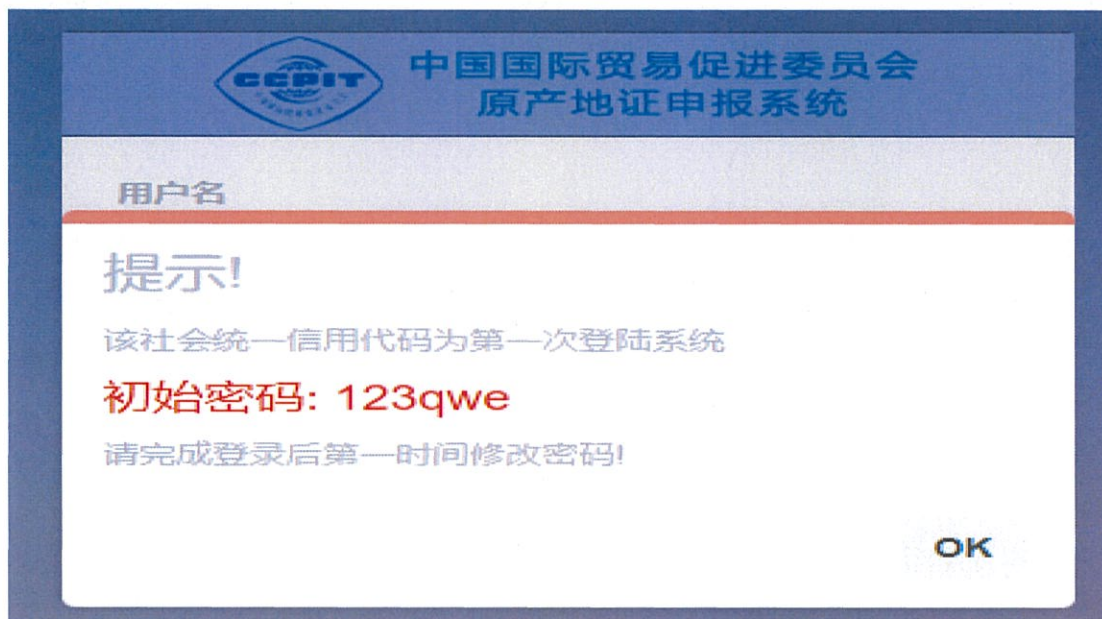 CCPIT
中国国际贸易促进委员会
原产地证申报系统
用户名
提示!
该社会统一信用代码为第一次登陆系统
初始密码: 123qwe
请完成登录后第一时间修改密码!
OK